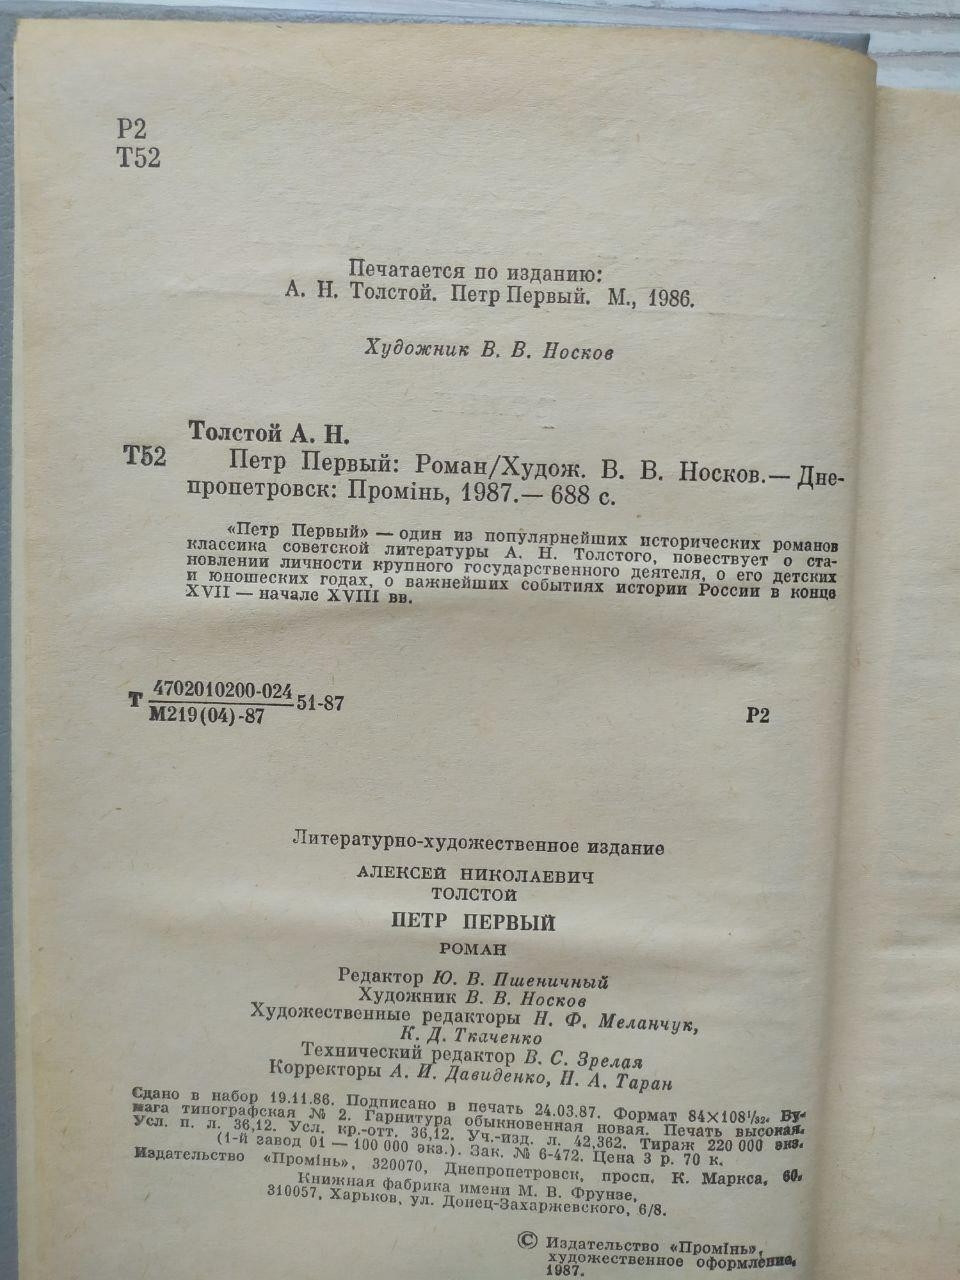 Р2
Т52
Печатается по изданию:
А. Н. Толстой. Петр Первый. М., 1986.
Художник В. В. Носков
Толстой А. Н.
Т52 Петр Первый: Роман/Худож. В. В. Носков.— Дне-
пропетровск: Промінь, 1987.— 688 с.
«Петр Первый» — один из популярнейших исторических романов
классика советской литературы А. Н. Толстого, повествует о ста-
новлении личности крупного государственного деятеля, о его детских
и юношеских годах, о важнейших событиях истории России в конце
XVII — начале XVIII вв.
Т 4702010200-024 51-87
М219(04)-87
Р2
Литературно-художественное издание
АЛЕКСЕЙ НИКОЛАЕВИЧ
ТОЛСТОЙ
ПЕТР ПЕРВЫЙ
РОМАН
Редактор Ю. В. Пшеничный
Художник В. В. Носков
Художественные редакторы Н. Ф. Меланчук,
К. Д. Ткаченко
Технический редактор В. С. Зрелая
Корректоры А. И. Давиденко, Н. А. Таран
Сдано в набор 19.11.86. Подписано в печать 24.03.87. Формат 84×108¹/₃₂. Бу-
мага типографская № 2. Гарнитура обыкновенная новая. Печать высокая.
Усл. п. л. 36,12. Усл. кр.-отт. 36,12. Уч.-изд. л. 42,362. Тираж 220 000 экз.
(1-й завод 01 — 100 000 экз.). Зак. № 6-472. Цена 3 р. 70 к.
Издательство «Промінь», 320070, Днепропетровск, просп. К. Маркса, 60.
Книжная фабрика имени М. В. Фрунзе,
310057, Харьков, ул. Донец-Захаржевского, 6/8.
© Издательство «Промінь»,
художественное оформление,
1987.